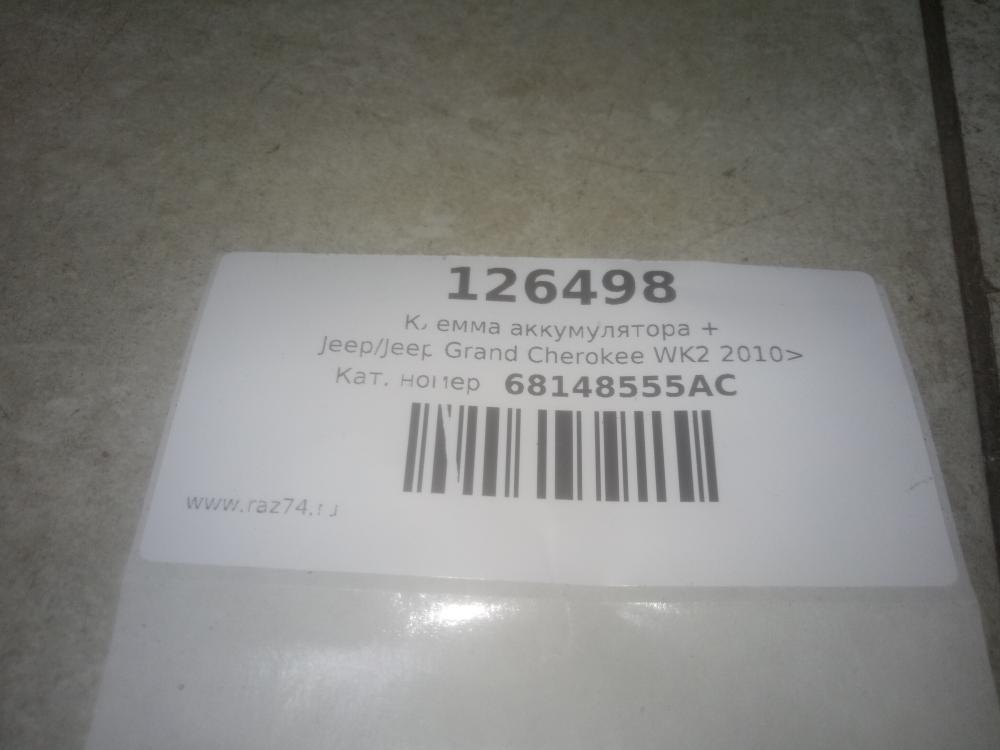 126498
Клемма аккумулятора +
Jeep/Jeep Grand Cherokee WK2 2010>
Кат. номер 68148555AC
www.raz74.ru